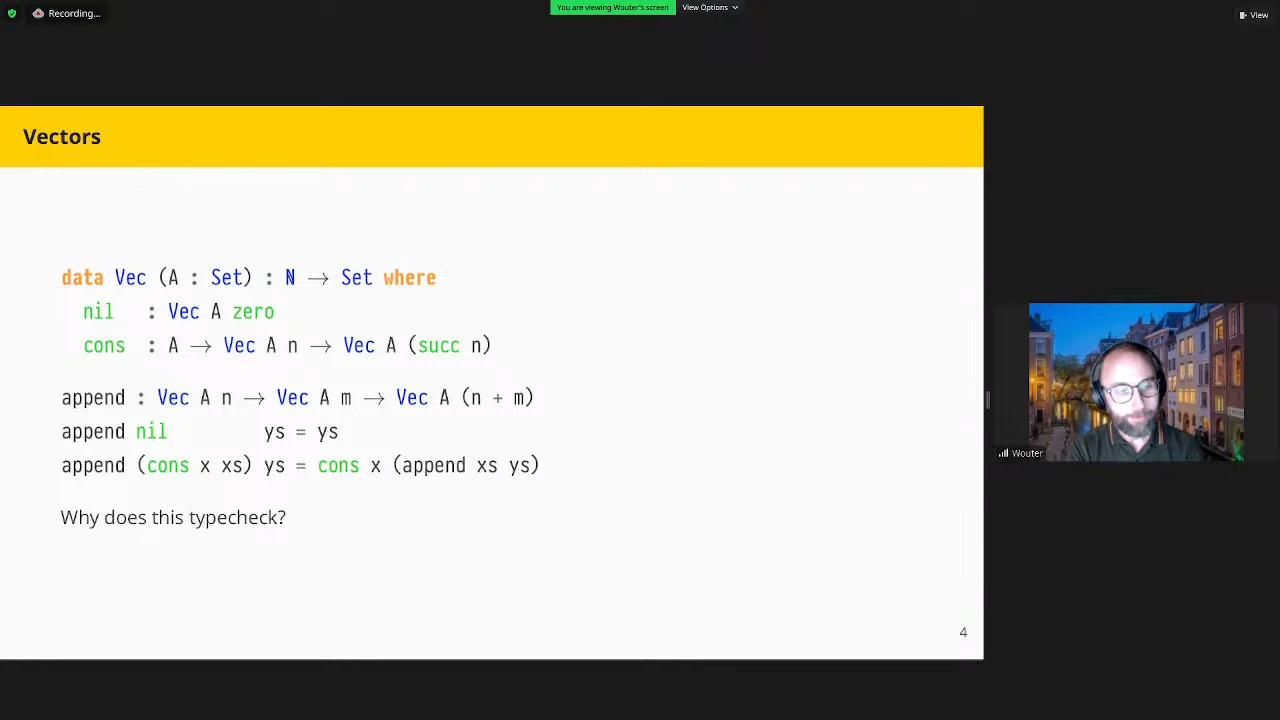 Recording...
You are viewing Wouter's screen
View Options
View
Vectors
data Vec (A : Set) : ℕ → Set where
nil : Vec A zero
cons : A → Vec A n → Vec A (succ n)
append : Vec A n → Vec A m → Vec A (n + m)
append nil ys = ys
append (cons x xs) ys = cons x (append xs ys)
Why does this typecheck?
4
Wouter